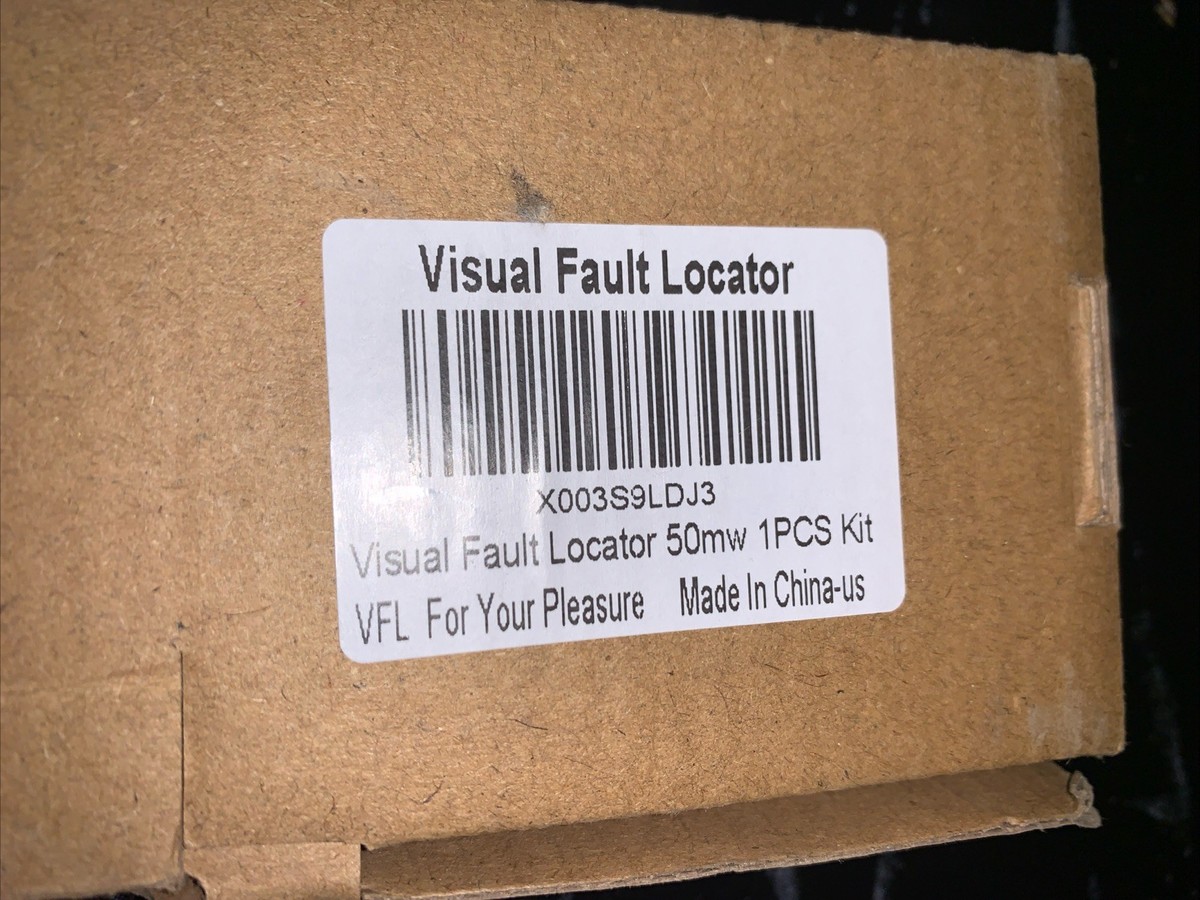 Visual Fault Locator
X003S9LDJ3
Visual Fault Locator 50mw 1PCS Kit
VFL For Your Pleasure Made In China-us